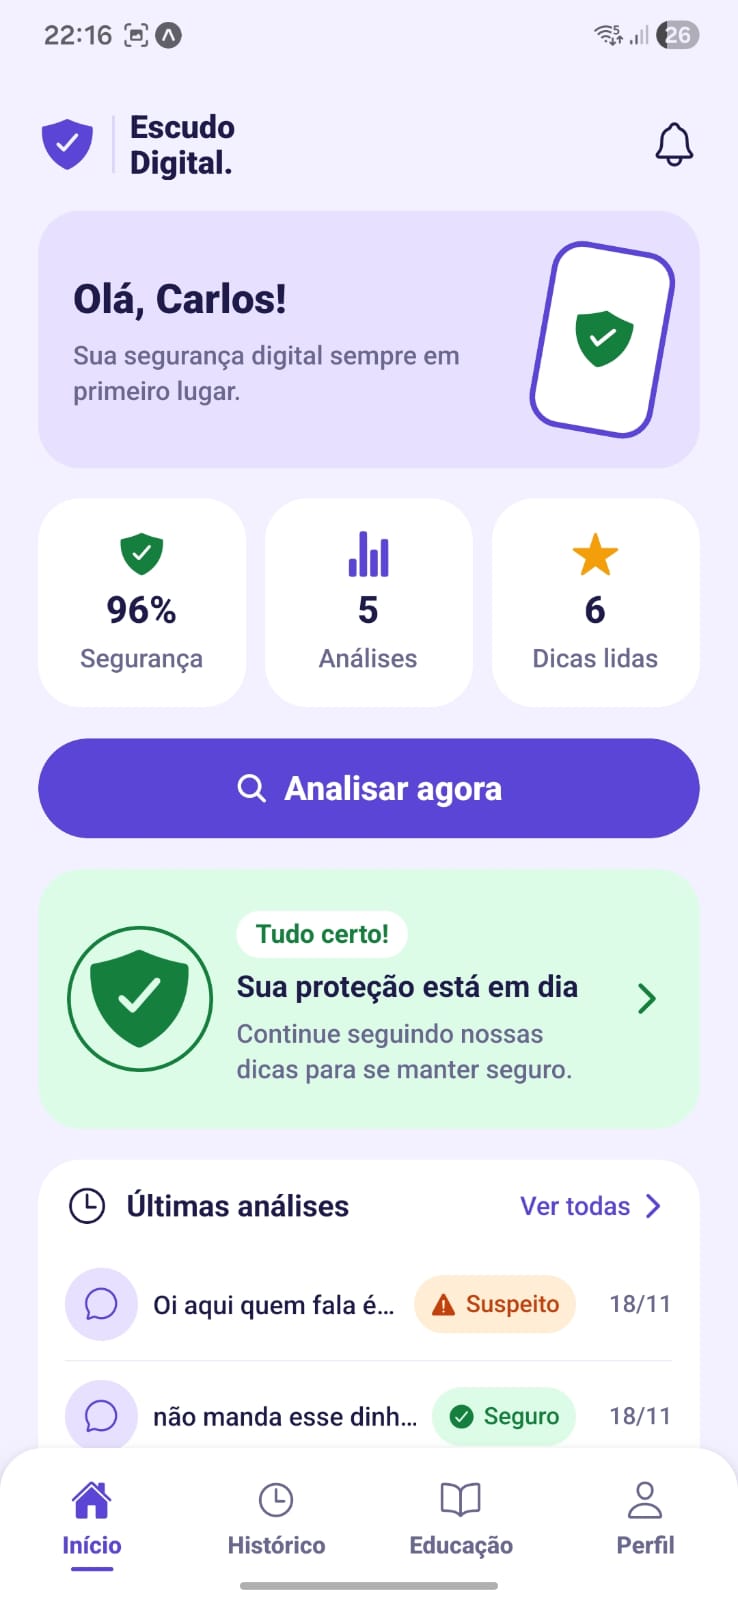 22:16
5
26
Escudo
Digital.
Olá, Carlos!
Sua segurança digital sempre em
primeiro lugar.
96%
Segurança
5
Análises
6
Dicas lidas
Analisar agora
Tudo certo!
Sua proteção está em dia
Continue seguindo nossas
dicas para se manter seguro.
Últimas análises
Ver todas
Oi aqui quem fala é... Suspeito 18/11
não manda esse dinh... Seguro 18/11
Início
Histórico
Educação
Perfil